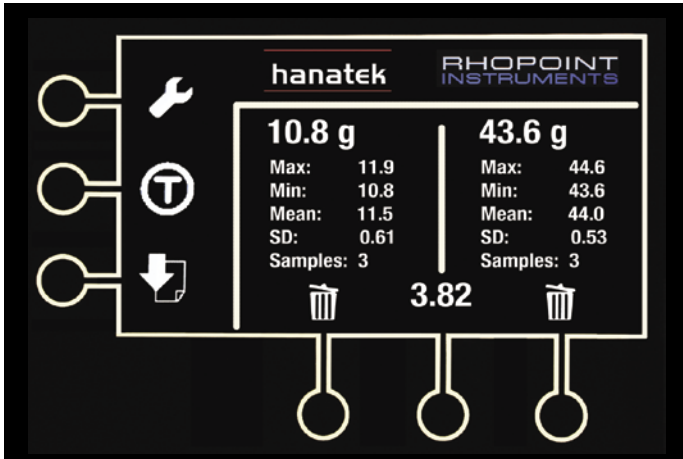 hanatek
RHOPOINT
INSTRUMENTS
T
10.8 g
Max: 11.9
Min: 10.8
Mean: 11.5
SD: 0.61
Samples: 3
43.6 g
Max: 44.6
Min: 43.6
Mean: 44.0
SD: 0.53
Samples: 3
3.82